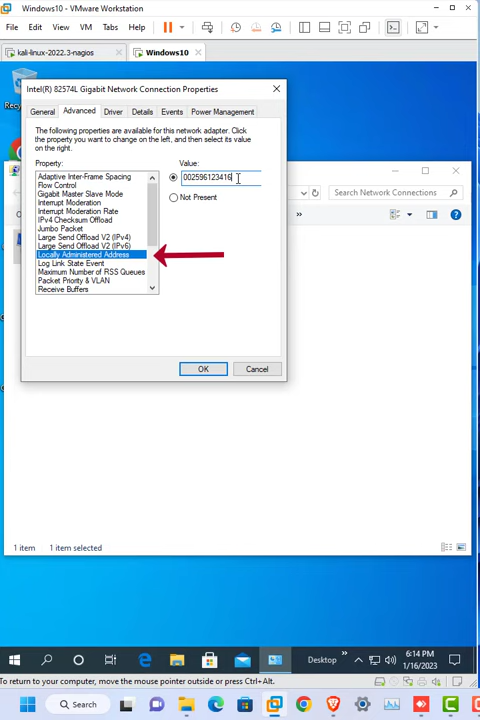 Windows10 - VMware Workstation
File Edit View VM Tabs Help
kali-linux-2022.3-nagios
Windows10
Intel(R) 82574L Gigabit Network Connection Properties
General Advanced Driver Details Events Power Management
The following properties are available for this network adapter. Click
the property you want to change on the left, and then select its value
on the right.
Property:
Value:
Adaptive Inter-Frame Spacing
Flow Control
Gigabit Master Slave Mode
Interrupt Moderation
Interrupt Moderation Rate
IPv4 Checksum Offload
Jumbo Packet
Large Send Offload V2 (IPv4)
Large Send Offload V2 (IPv6)
Locally Administered Address
Log Link State Event
Maximum Number of RSS Queues
Packet Priority & VLAN
Receive Buffers
002596123416
Not Present
OK Cancel
Search Network Connections
1 item 1 item selected
Desktop
6:14 PM
1/16/2023
To return to your computer, move the mouse pointer outside or press Ctrl+Alt.
Search